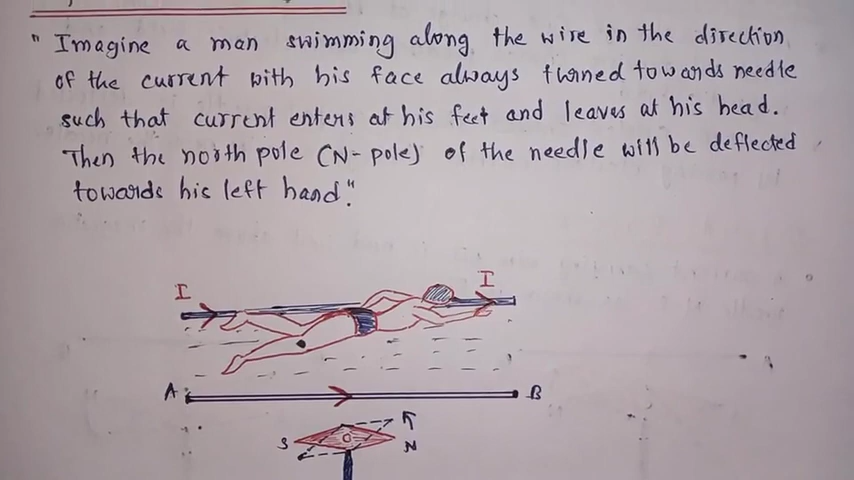 " Imagine a man swimming along the wire in the direction
of the current with his face always turned towards needle
such that current enters at his feet and leaves at his head.
Then the north pole (N-pole) of the needle will be deflected
towards his left hand."
I
I
A
B
S
N